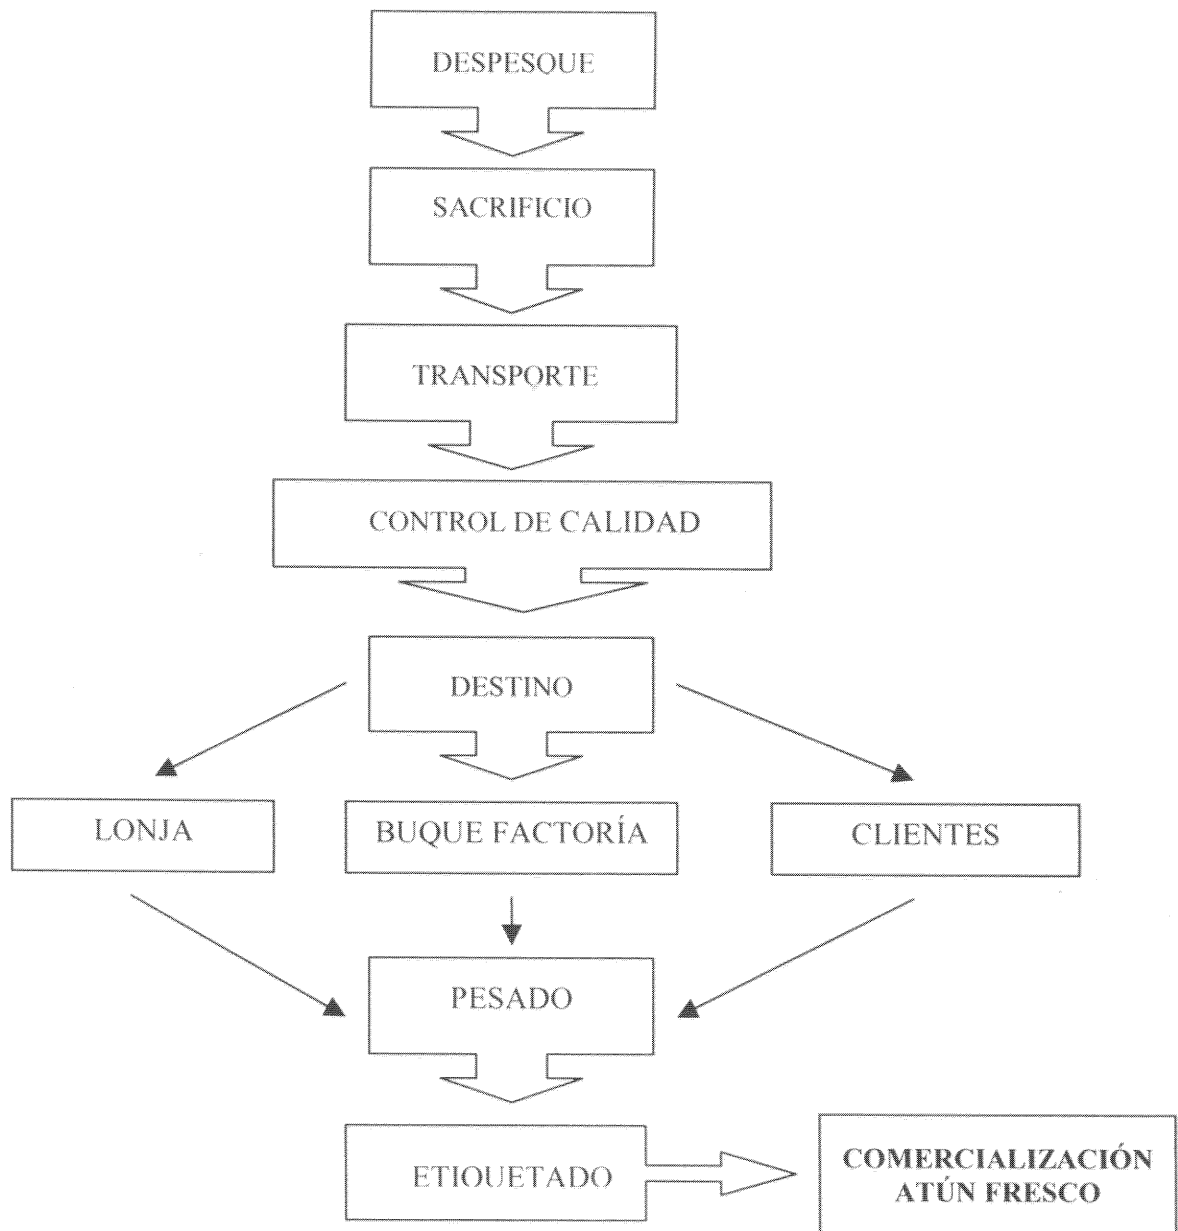 DESPESQUE
SACRIFICIO
TRANSPORTE
CONTROL DE CALIDAD
DESTINO
LONJA
BUQUE FACTORÍA
CLIENTES
PESADO
ETIQUETADO
COMERCIALIZACIÓN
ATÚN FRESCO